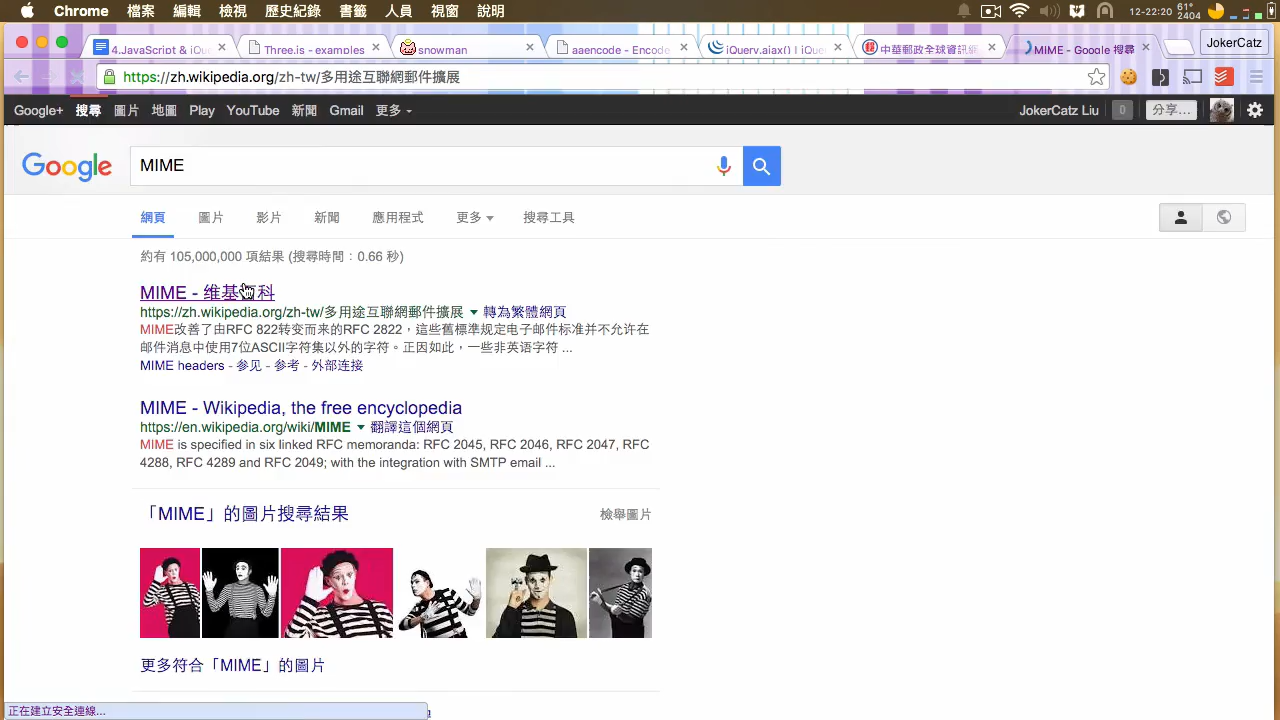 Chrome 檔案 編輯 檢視 歷史紀錄 書籤 人員 視窗 說明
12-22:20 61° 2404
4.JavaScript & jQu
Three.js - examples
snowman
aaencode - Encode
jQuery.ajax() | jQue
中華郵政全球資訊
MIME - Google 搜尋
JokerCatz
https://zh.wikipedia.org/zh-tw/多用途互聯網郵件擴展
Google+ 搜尋 圖片 地圖 Play YouTube 新聞 Gmail 更多
JokerCatz Liu 0 分享...
Google MIME
網頁 圖片 影片 新聞 應用程式 更多 搜尋工具
約有 105,000,000 項結果 (搜尋時間：0.66 秒)
MIME - 维基百科
https://zh.wikipedia.org/zh-tw/多用途互聯網郵件擴展 轉為繁體網頁
MIME改善了由RFC 822转变而来的RFC 2822，這些舊標準规定电子邮件标准并不允许在
邮件消息中使用7位ASCII字符集以外的字符。正因如此，一些非英语字符 ...
MIME headers - 参见 - 参考 - 外部连接
MIME - Wikipedia, the free encyclopedia
https://en.wikipedia.org/wiki/MIME 翻譯這個網頁
MIME is specified in six linked RFC memoranda: RFC 2045, RFC 2046, RFC 2047, RFC
4288, RFC 4289 and RFC 2049; with the integration with SMTP email ...
「MIME」的圖片搜尋結果
檢舉圖片
更多符合「MIME」的圖片
正在建立安全連線...